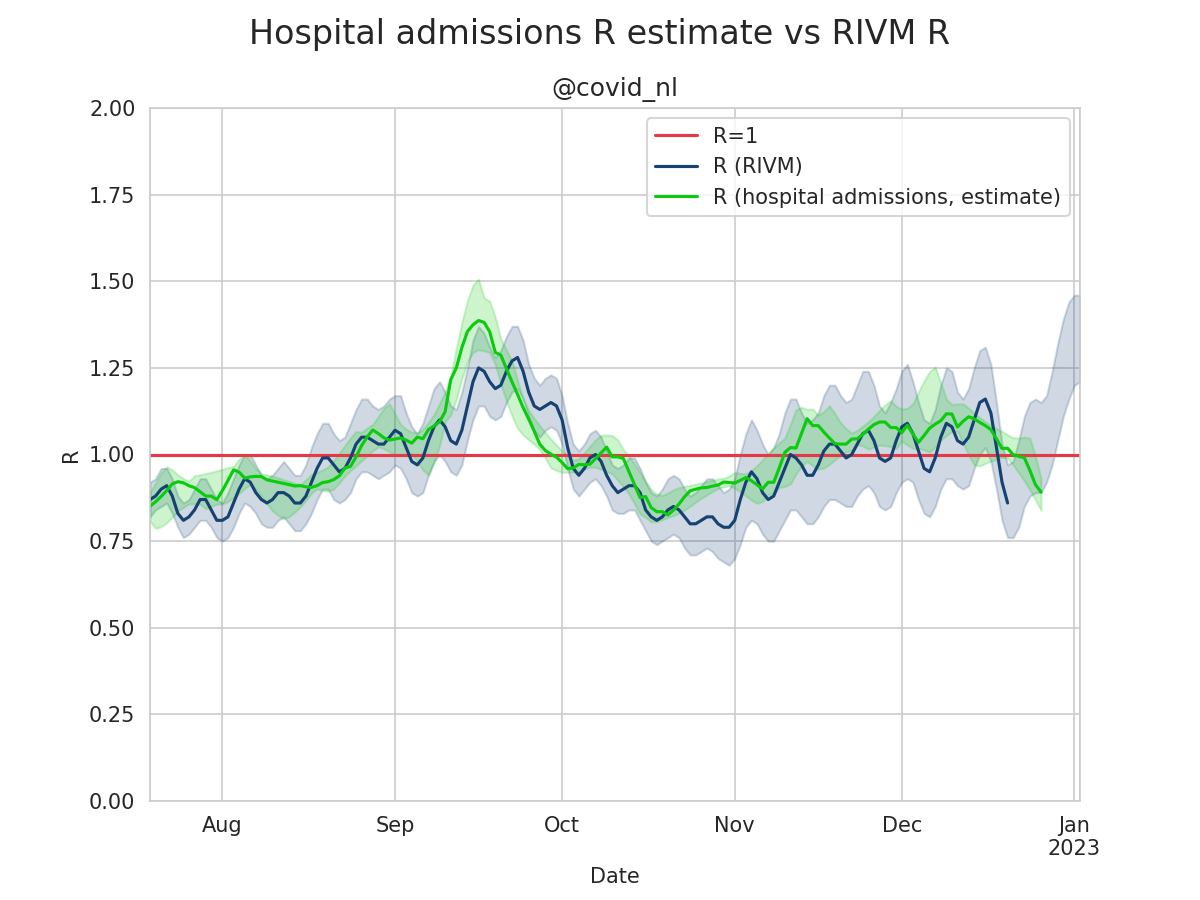 Hospital admissions R estimate vs RIVM R
@covid_nl
R=1
R (RIVM)
R (hospital admissions, estimate)
2.00
1.75
1.50
1.25
1.00
0.75
0.50
0.25
0.00
R
Aug
Sep
Oct
Nov
Dec
Jan
2023
Date